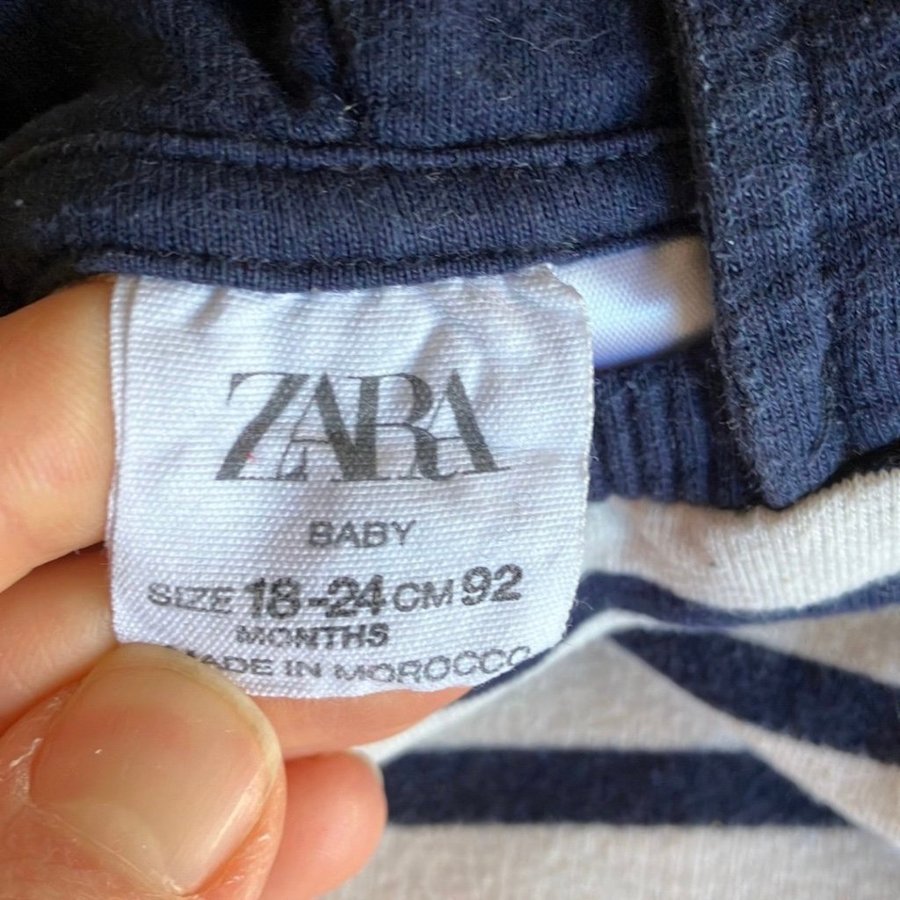 ZARA
BABY
SIZE 18-24 CM 92
MONTHS
MADE IN MOROCCO